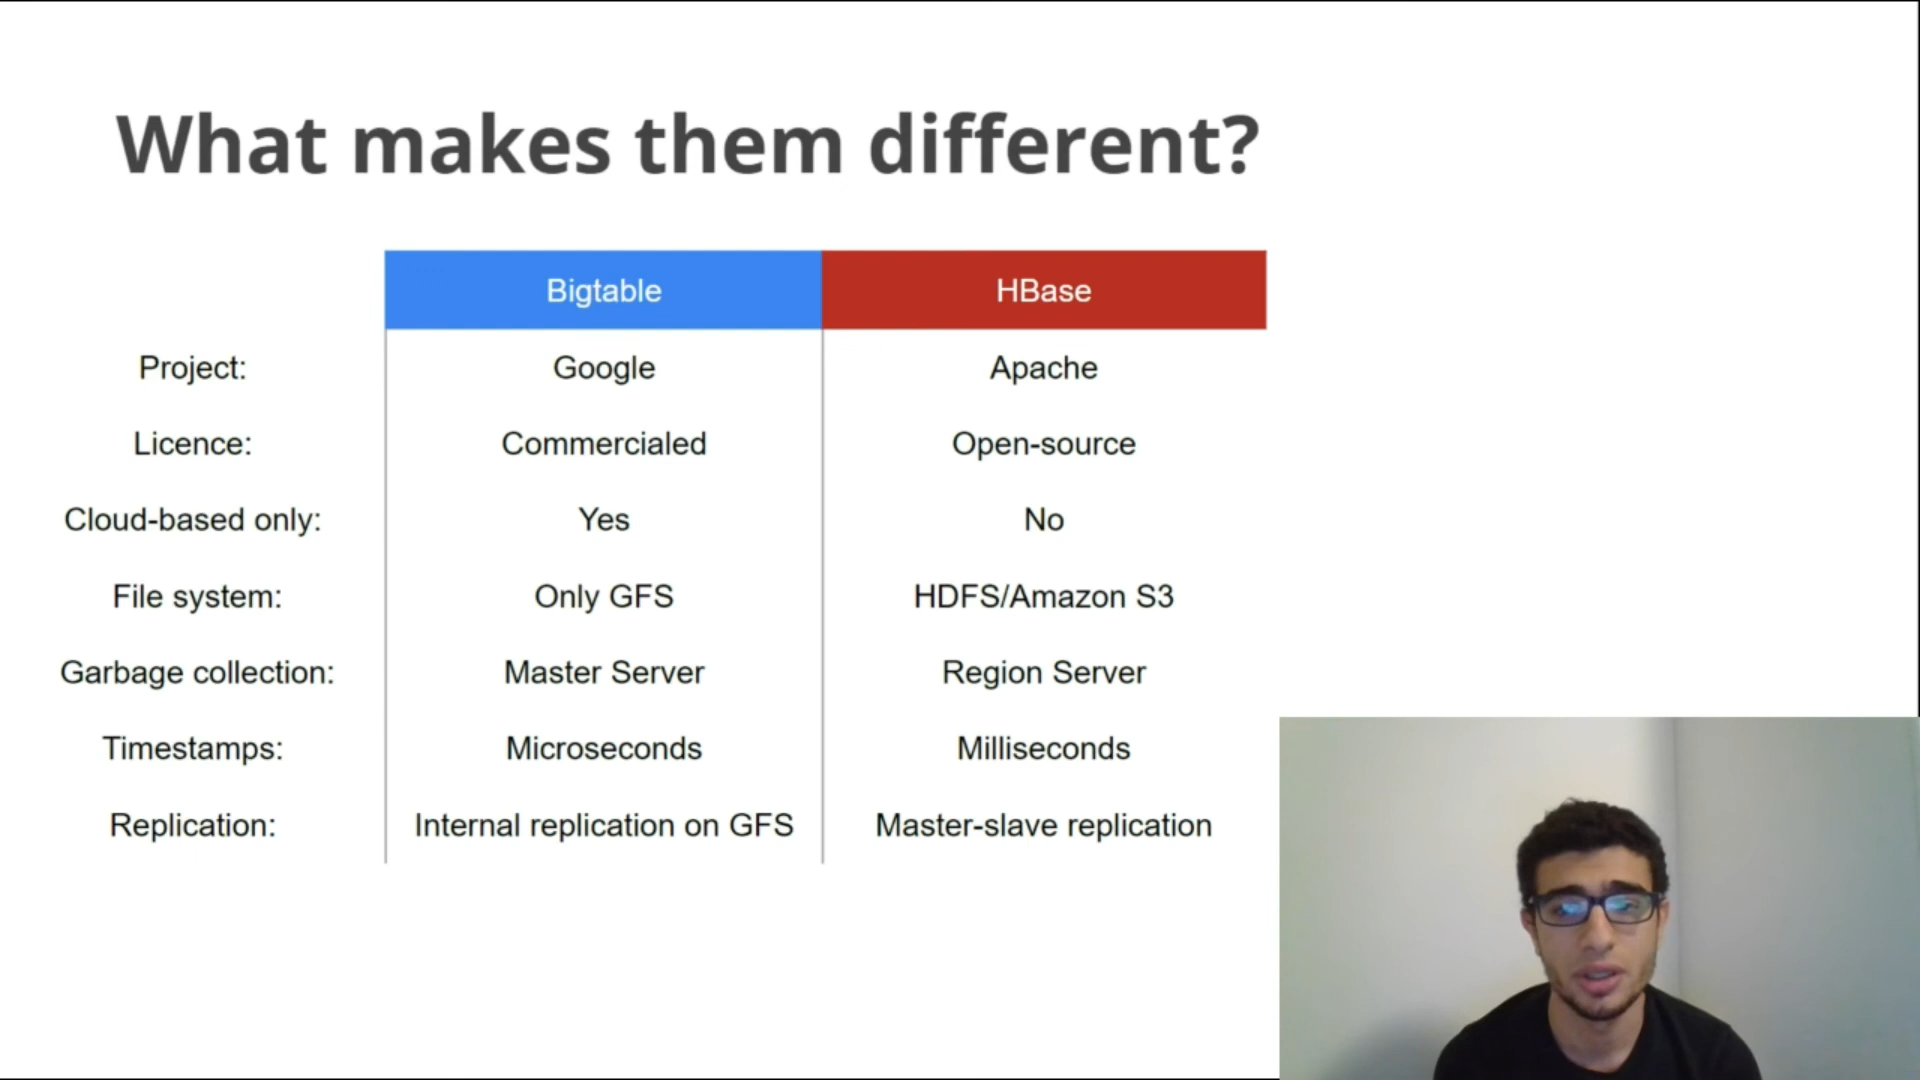 What makes them different?
Bigtable HBase
Project: Google Apache
Licence: Commercialed Open-source
Cloud-based only: Yes No
File system: Only GFS HDFS/Amazon S3
Garbage collection: Master Server Region Server
Timestamps: Microseconds Milliseconds
Replication: Internal replication on GFS Master-slave replication